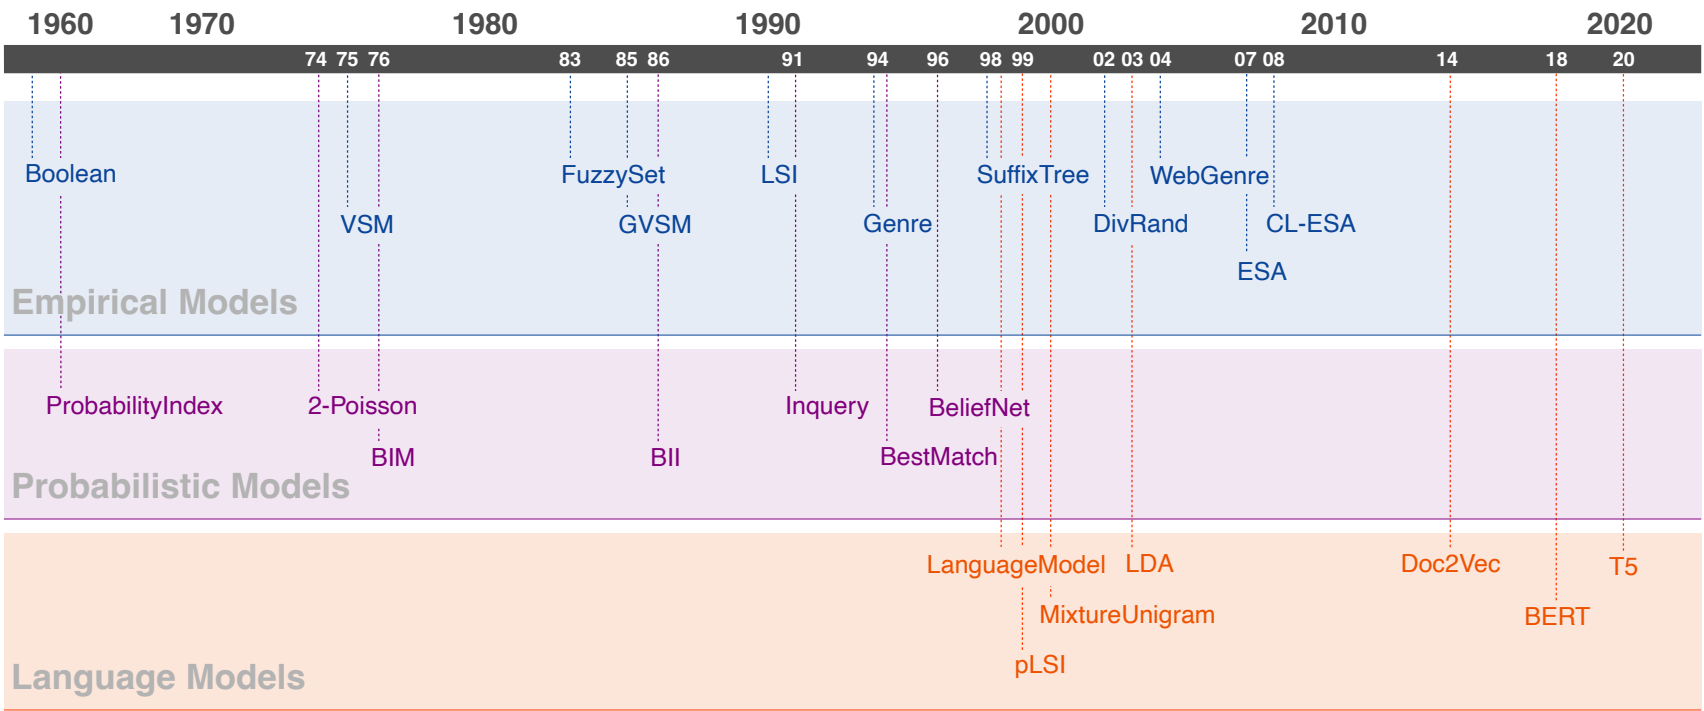 1960 1970 1980 1990 2000 2010 2020
74 75 76 83 85 86 91 94 96 98 99 02 03 04 07 08 14 18 20
Boolean FuzzySet LSI SuffixTree WebGenre
VSM GVSM Genre DivRand CL-ESA
ESA
Empirical Models
ProbabilityIndex 2-Poisson Inquery BeliefNet
BIM BII BestMatch
Probabilistic Models
LanguageModel LDA Doc2Vec T5
MixtureUnigram BERT
pLSI
Language Models